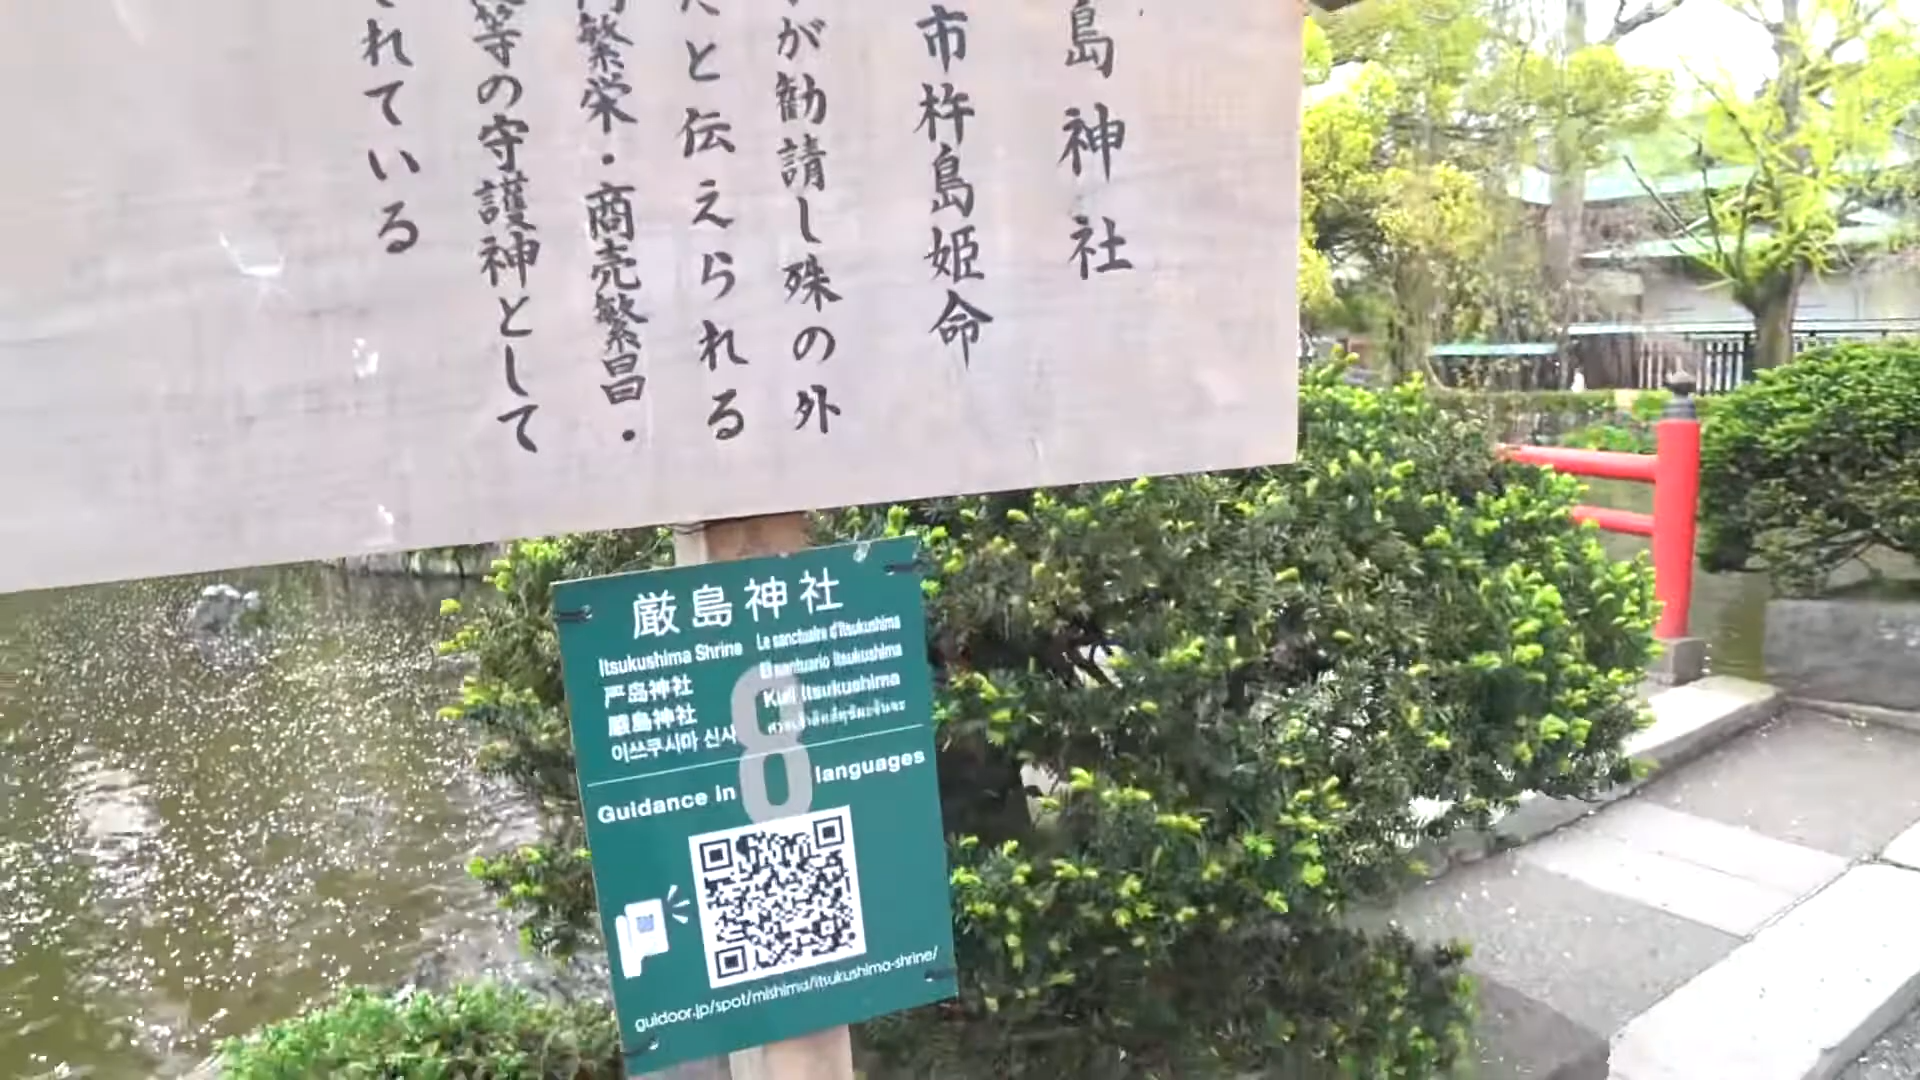 島神社
市杵島姫命
が勧請し殊の外
たと伝えられる
繁栄・商売繁昌・
等の守護神として
れている
厳島神社
Itsukushima Shrine
严岛神社
嚴島神社
이쓰쿠시마 신사
Le sanctuaire d'Itsukushima
El santuario Itsukushima
Kuil Itsukushima
Guidance in 8 languages
guidoor.jp/spot/mishima/itsukushima-shrine/